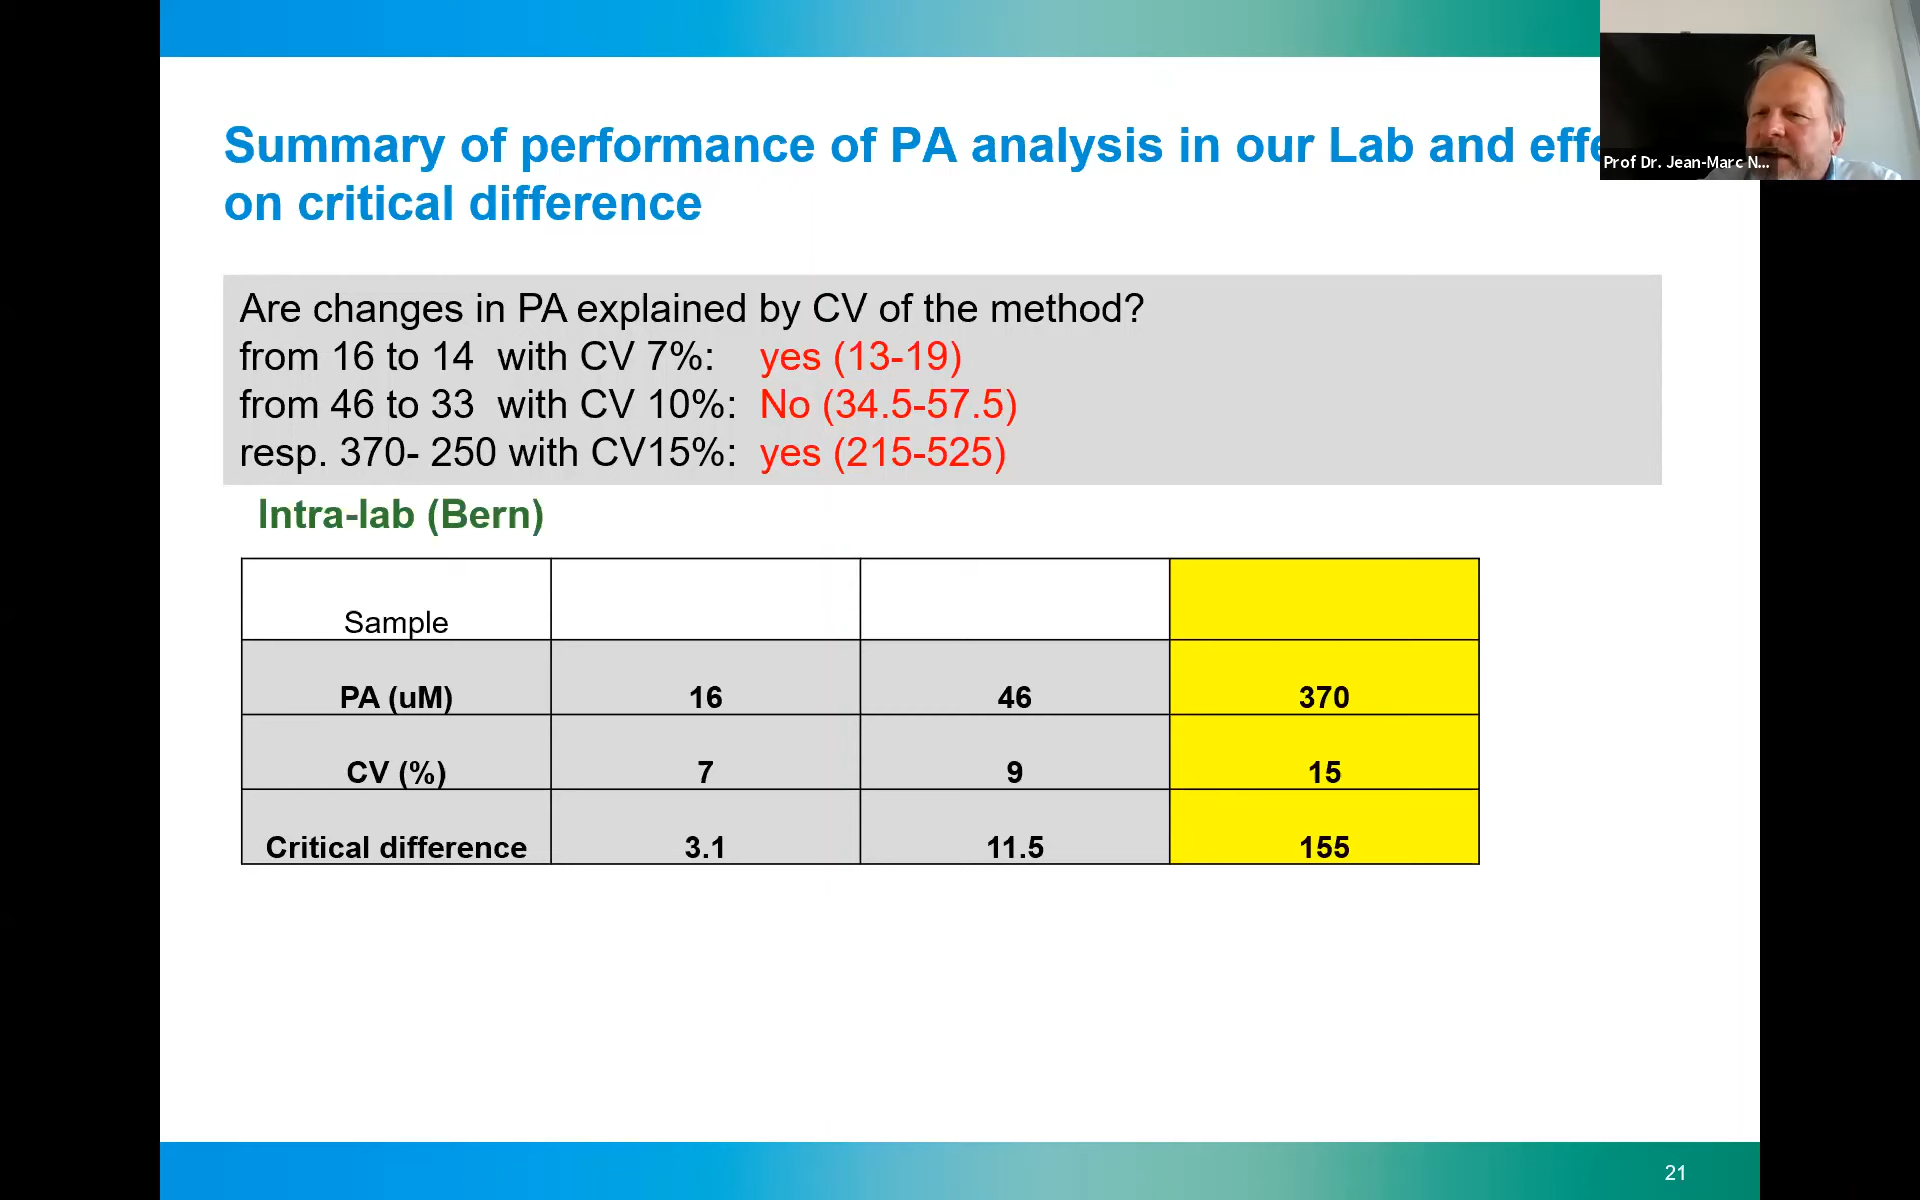 Summary of performance of PA analysis in our Lab and
on critical difference
Prof Dr. Jean-Marc N...
Are changes in PA explained by CV of the method?
from 16 to 14 with CV 7%: yes (13-19)
from 46 to 33 with CV 10%: No (34.5-57.5)
resp. 370- 250 with CV15%: yes (215-525)
Intra-lab (Bern)
Sample
PA (uM) 16 46 370
CV (%) 7 9 15
Critical difference 3.1 11.5 155
21